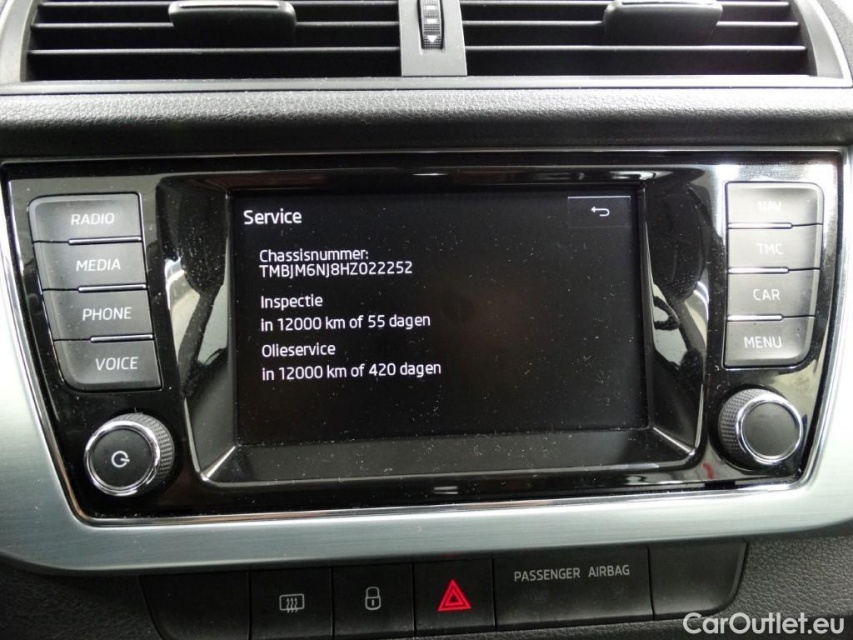 Service
Chassisnummer:
TMBJM6NJ8HZ022252
Inspectie
in 12000 km of 55 dagen
Olieservice
in 12000 km of 420 dagen
RADIO
MEDIA
PHONE
VOICE
NAV
TMC
CAR
MENU
PASSENGER AIRBAG
CarOutlet.eu